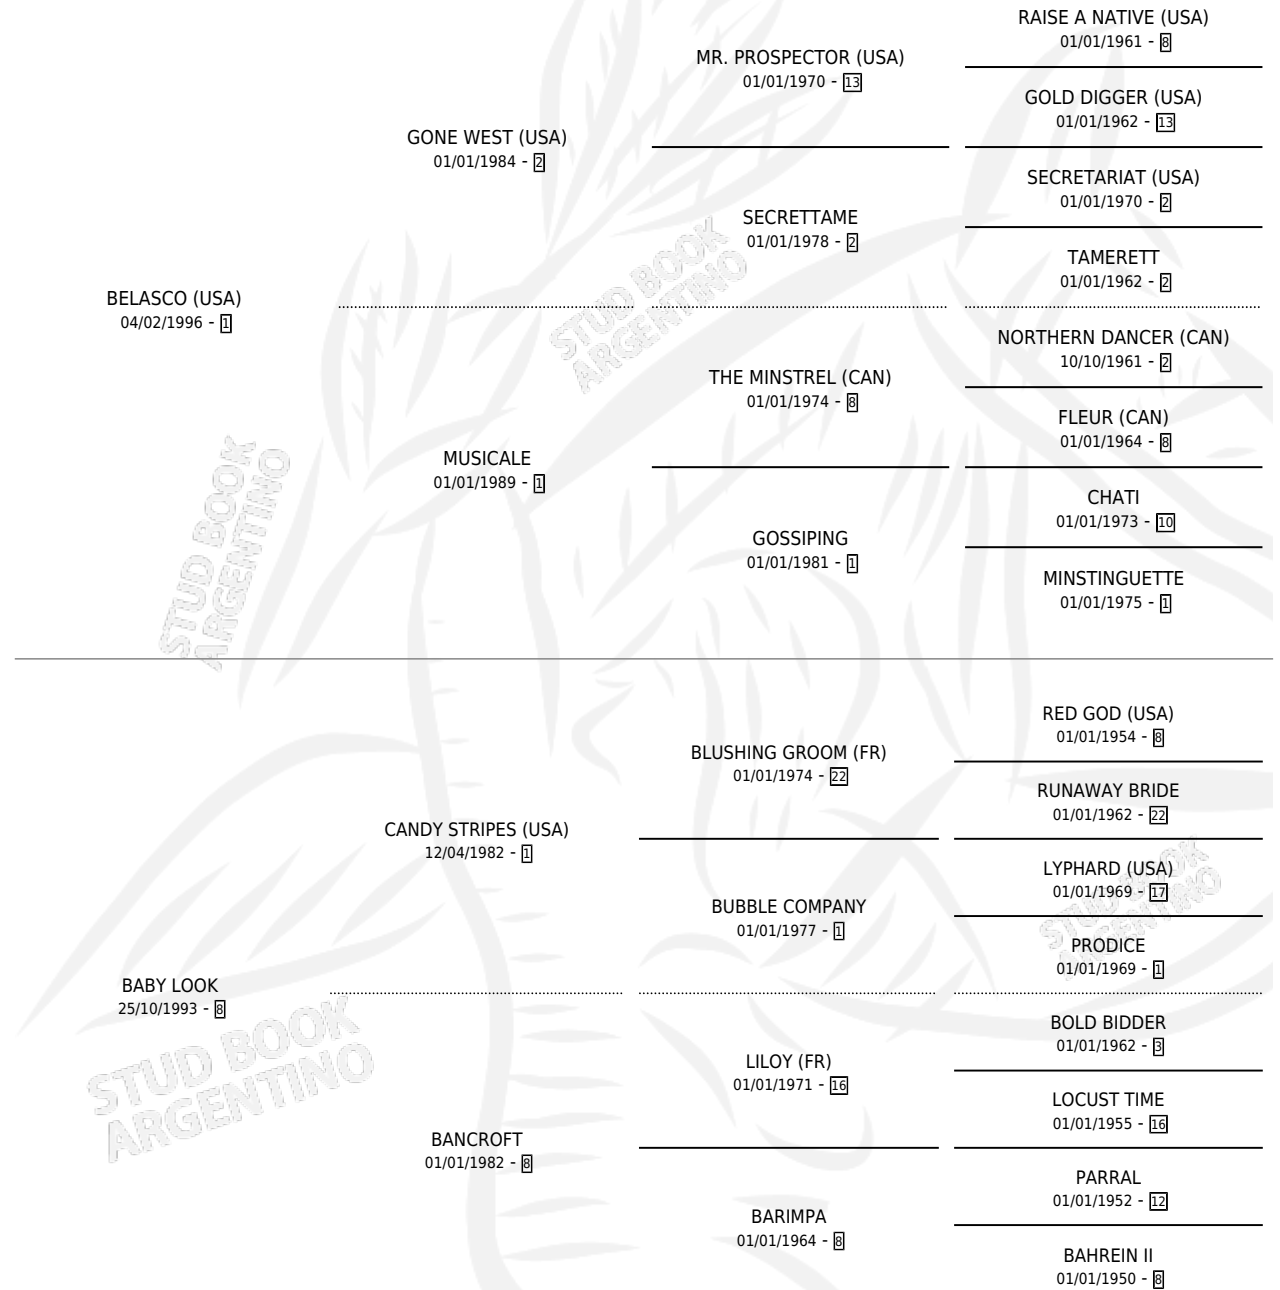 RAISE A NATIVE (USA)
01/01/1961 - 8
MR. PROSPECTOR (USA)
01/01/1970 - 13
GOLD DIGGER (USA)
01/01/1962 - 13
GONE WEST (USA)
01/01/1984 - 2
SECRETARIAT (USA)
01/01/1970 - 2
SECRETTAME
01/01/1978 - 2
TAMERETT
01/01/1962 - 2
STUD BOOK
ARGENTINO
BELASCO (USA)
04/02/1996 - 1
NORTHERN DANCER (CAN)
10/10/1961 - 2
THE MINSTREL (CAN)
01/01/1974 - 8
FLEUR (CAN)
01/01/1964 - 8
MUSICALE
01/01/1989 - 1
CHATI
01/01/1973 - 10
GOSSIPING
01/01/1981 - 1
MINSTINGUETTE
01/01/1975 - 1
STUD BOOK
ARGENTINO
RED GOD (USA)
01/01/1954 - 8
BLUSHING GROOM (FR)
01/01/1974 - 22
RUNAWAY BRIDE
01/01/1962 - 22
CANDY STRIPES (USA)
12/04/1982 - 1
LYPHARD (USA)
01/01/1969 - 17
BUBBLE COMPANY
01/01/1977 - 1
PRODICE
01/01/1969 - 1
STUD BOOK
ARGENTINO
BABY LOOK
25/10/1993 - 8
BOLD BIDDER
01/01/1962 - 3
LILOY (FR)
01/01/1971 - 16
LOCUST TIME
01/01/1955 - 16
STUD BOOK
ARGENTINO
BANCROFT
01/01/1982 - 8
PARRAL
01/01/1952 - 12
BARIMPA
01/01/1964 - 8
BAHREIN II
01/01/1950 - 8